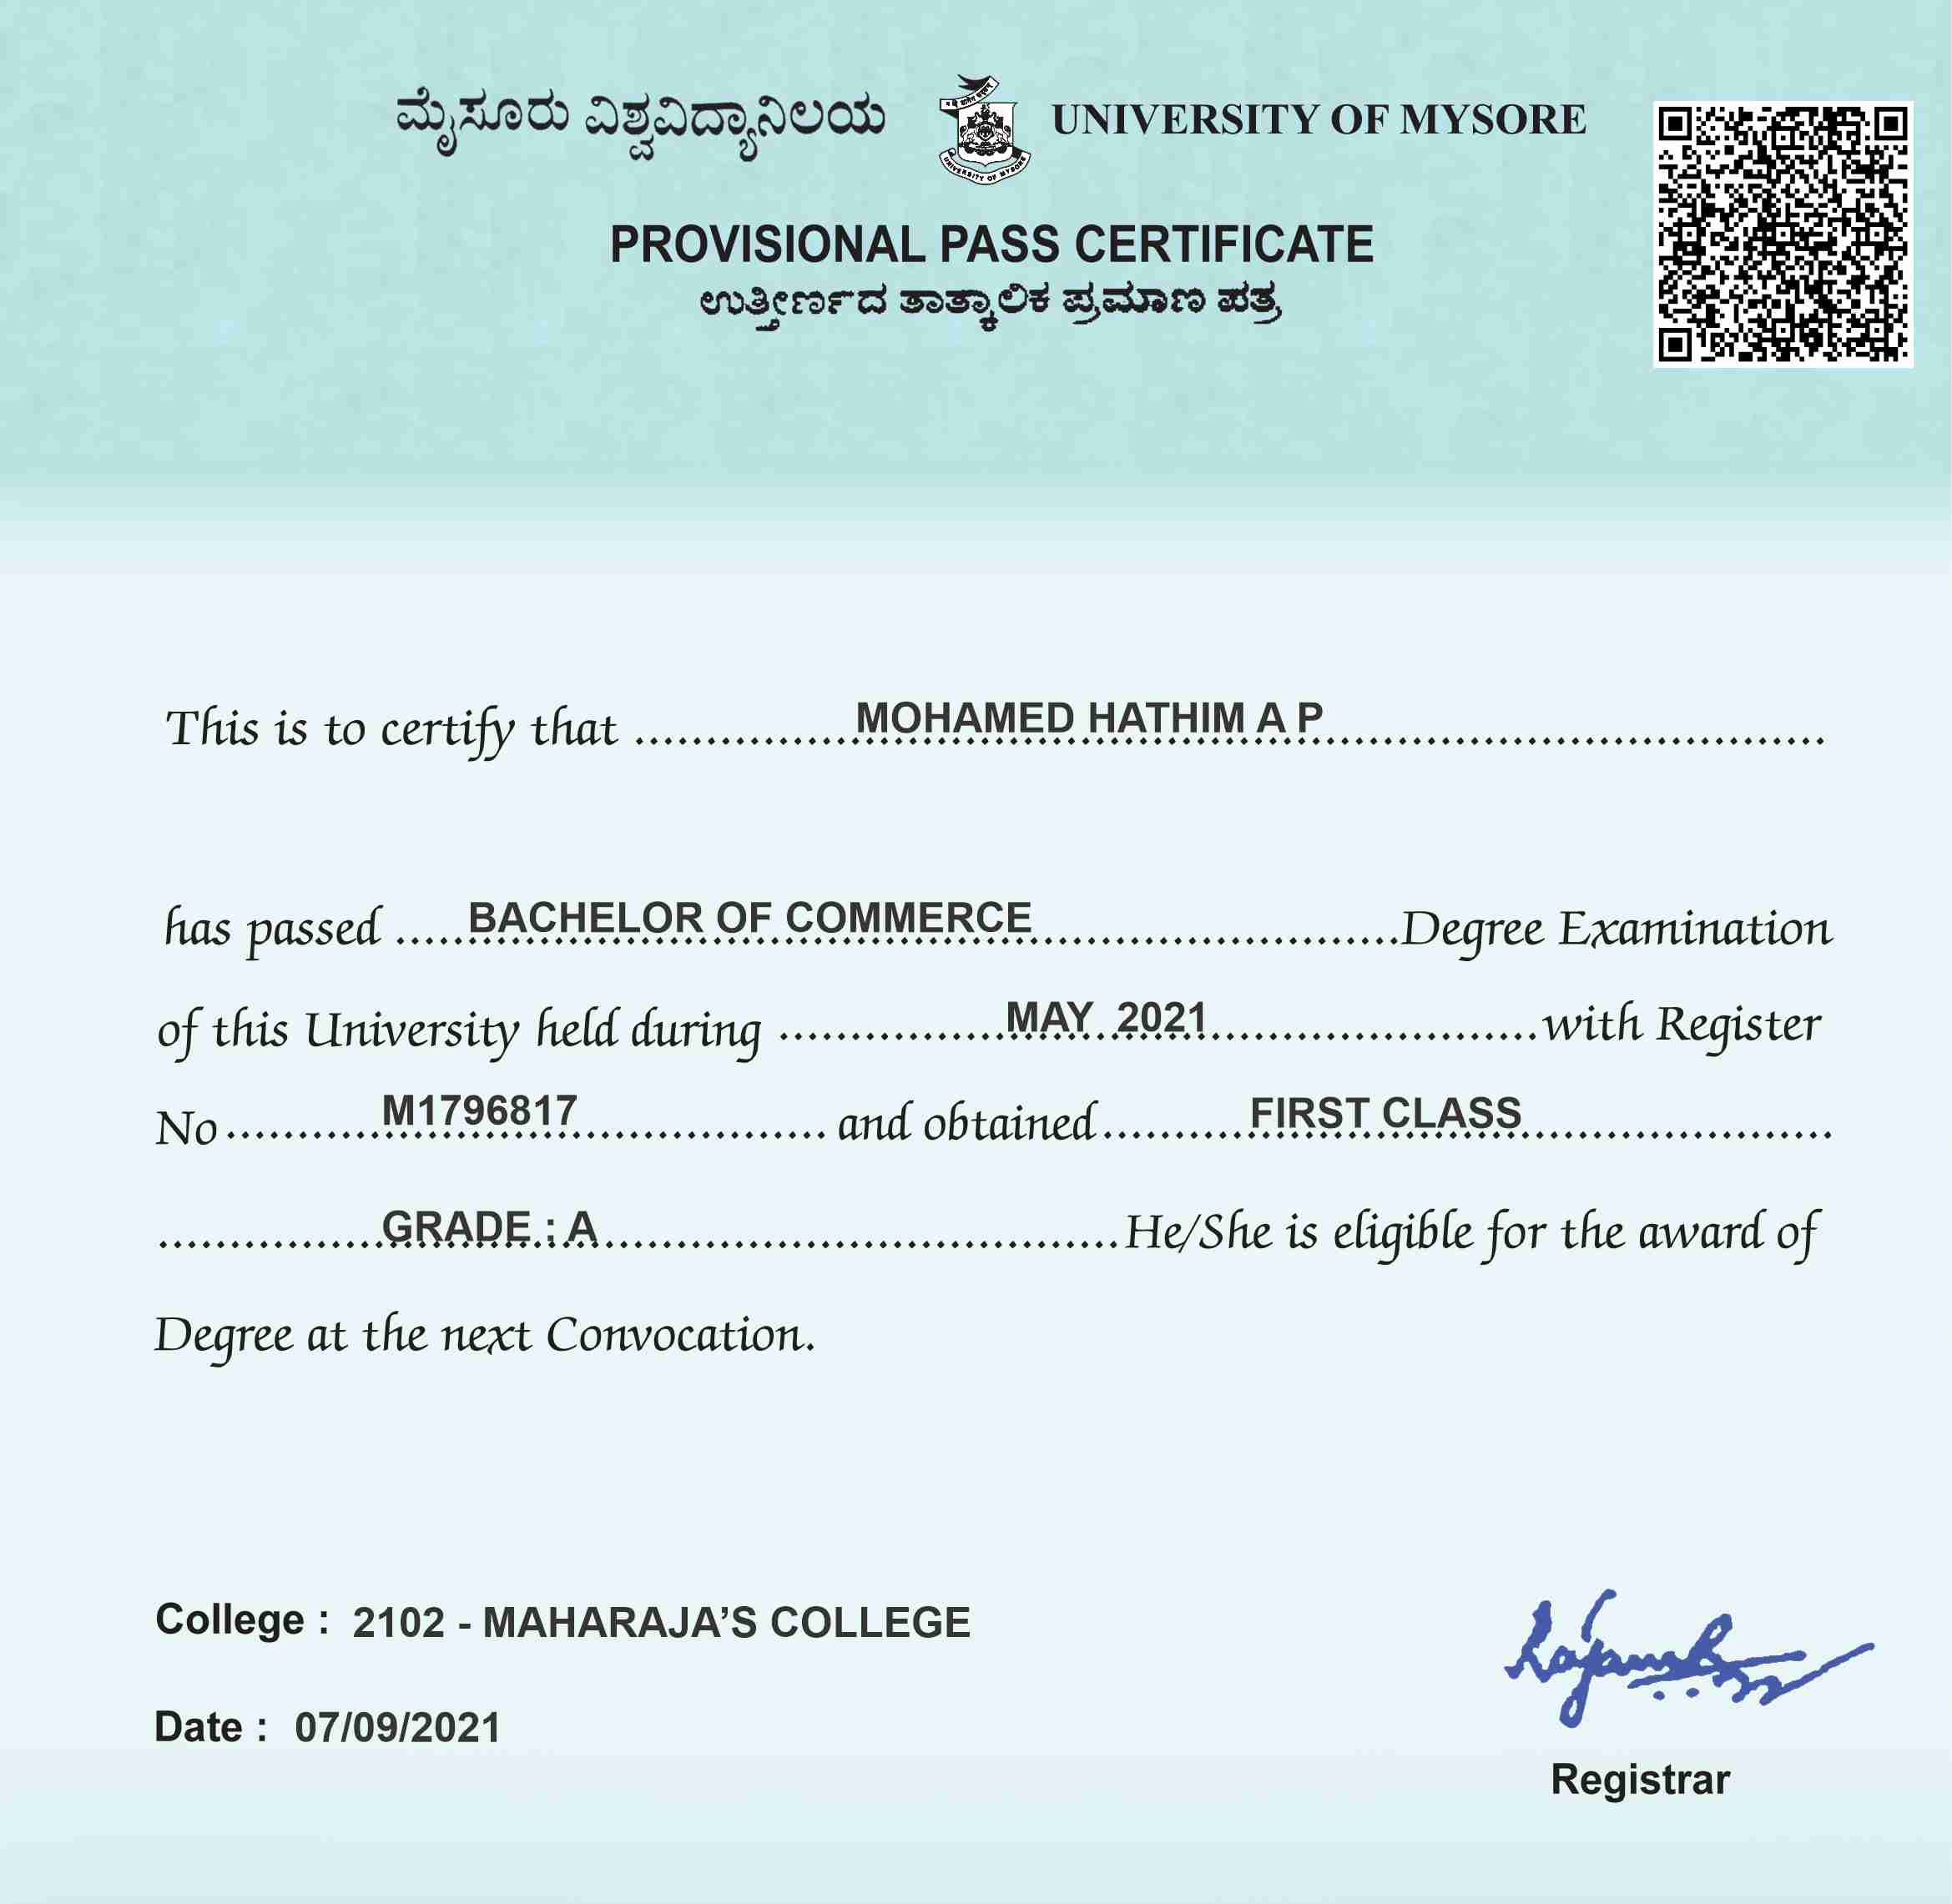 ಮೈಸೂರು ವಿಶ್ವವಿದ್ಯಾನಿಲಯ UNIVERSITY OF MYSORE
UNIVERSITY OF MYSORE
PROVISIONAL PASS CERTIFICATE
ಉತ್ತೀರ್ಣದ ತಾತ್ಕಾಲಿಕ ಪ್ರಮಾಣ ಪತ್ರ
This is to certify that MOHAMED HATHIM A P
has passed BACHELOR OF COMMERCE Degree Examination
of this University held during MAY 2021 with Register
No M1796817 and obtained FIRST CLASS
GRADE : A He/She is eligible for the award of
Degree at the next Convocation.
College : 2102 - MAHARAJA’S COLLEGE
Date : 07/09/2021
Registrar